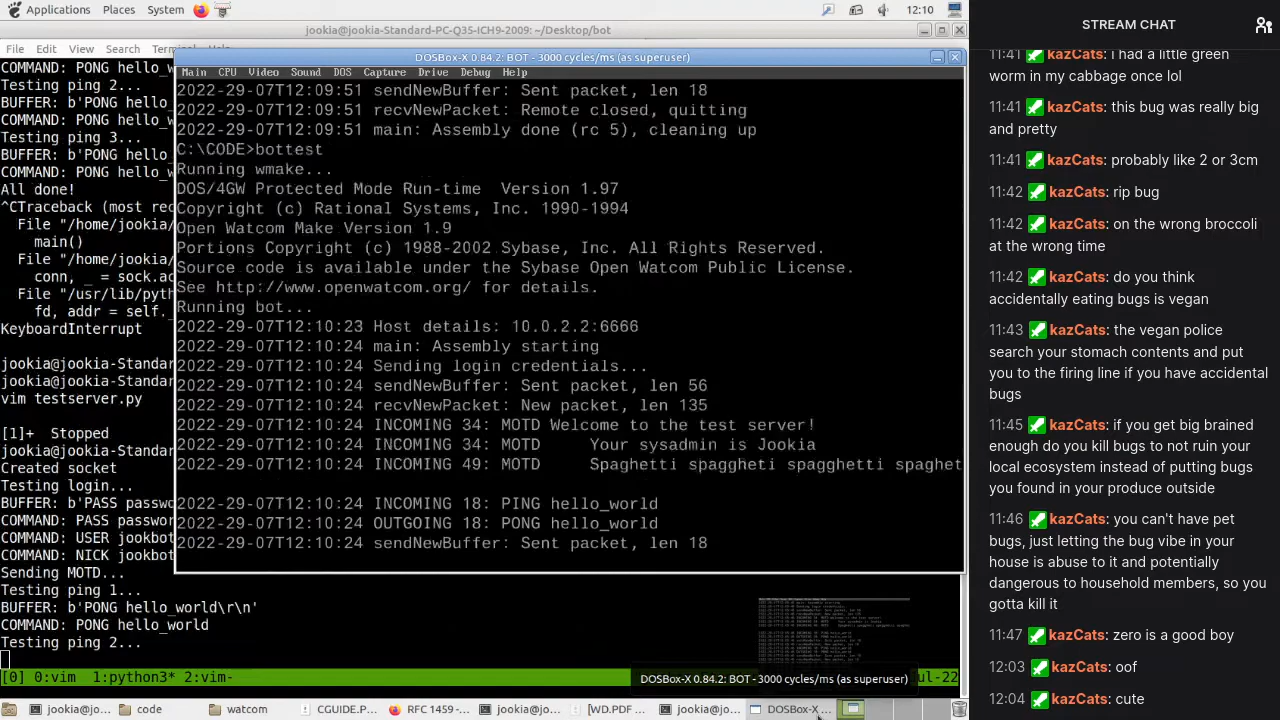 Applications Places System 12:10
jookia@jookia-Standard-PC-Q35-ICH9-2009: ~/Desktop/bot
File Edit View Search Terminal
COMMAND: PONG hello_w
Testing ping 2...
BUFFER: b'PONG hello_
COMMAND: PONG hello_w
Testing ping 3...
BUFFER: b'PONG hello_
COMMAND: PONG hello_w
All done!
^CTraceback (most rec
File "/home/jookia/
main()
File "/home/jookia/
conn, _ = sock.ac
File "/usr/lib/pyth
fd, addr = self._
KeyboardInterrupt
jookia@jookia-Standar
jookia@jookia-Standar
vim testserver.py
[1]+ Stopped
jookia@jookia-Standar
Created socket
Testing login...
BUFFER: b'PASS passwo
COMMAND: PASS passwor
COMMAND: USER jookbot
COMMAND: NICK jookbot
Sending MOTD...
Testing ping 1...
BUFFER: b'PONG hello_world\r\n'
COMMAND: PONG hello_world
Testing ping
[0] 0:vim 1:python3* 2:vim-
ul-22
DOSBox-X 0.84.2: BOT - 3000 cycles/ms (as superuser)
Main CPU Video Sound DOS Capture Drive Debug Help
2022-29-07T12:09:51 sendNewBuffer: Sent packet, len 18
2022-29-07T12:09:51 recvNewPacket: Remote closed, quitting
2022-29-07T12:09:51 main: Assembly done (rc 5), cleaning up
C:\CODE>bottest
Running wmake...
DOS/4GW Protected Mode Run-time Version 1.97
Copyright (c) Rational Systems, Inc. 1990-1994
Open Watcom Make Version 1.9
Portions Copyright (c) 1988-2002 Sybase, Inc. All Rights Reserved.
Source code is available under the Sybase Open Watcom Public License.
See http://www.openwatcom.org/ for details.
Running bot...
2022-29-07T12:10:23 Host details: 10.0.2.2:6666
2022-29-07T12:10:24 main: Assembly starting
2022-29-07T12:10:24 Sending login credentials...
2022-29-07T12:10:24 sendNewBuffer: Sent packet, len 56
2022-29-07T12:10:24 recvNewPacket: New packet, len 135
2022-29-07T12:10:24 INCOMING 34: MOTD Welcome to the test server!
2022-29-07T12:10:24 INCOMING 34: MOTD Your sysadmin is Jookia
2022-29-07T12:10:24 INCOMING 49: MOTD Spaghetti spaggheti spagghetti spaghet
2022-29-07T12:10:24 INCOMING 18: PING hello_world
2022-29-07T12:10:24 OUTGOING 18: PONG hello_world
2022-29-07T12:10:24 sendNewBuffer: Sent packet, len 18
DOSBox-X 0.84.2: BOT - 3000 cycles/ms (as superuser)
jookia@jo... code watcom C_GUIDE.P... RFC 1459 -... jookia@jo... [WD.PDF ... jookia@jo... DOSBox-X ...
STREAM CHAT
11:41 kazCats: i had a little green
worm in my cabbage once lol
11:41 kazCats: this bug was really big
and pretty
11:41 kazCats: probably like 2 or 3cm
11:42 kazCats: rip bug
11:42 kazCats: on the wrong broccoli
at the wrong time
11:42 kazCats: do you think
accidentally eating bugs is vegan
11:43 kazCats: the vegan police
search your stomach contents and put
you to the firing line if you have accidental
bugs
11:45 kazCats: if you get big brained
enough do you kill bugs to not ruin your
local ecosystem instead of putting bugs
you found in your produce outside
11:46 kazCats: you can't have pet
bugs, just letting the bug vibe in your
house is abuse to it and potentially
dangerous to household members, so you
gotta kill it
11:47 kazCats: zero is a good boy
12:03 kazCats: oof
12:04 kazCats: cute